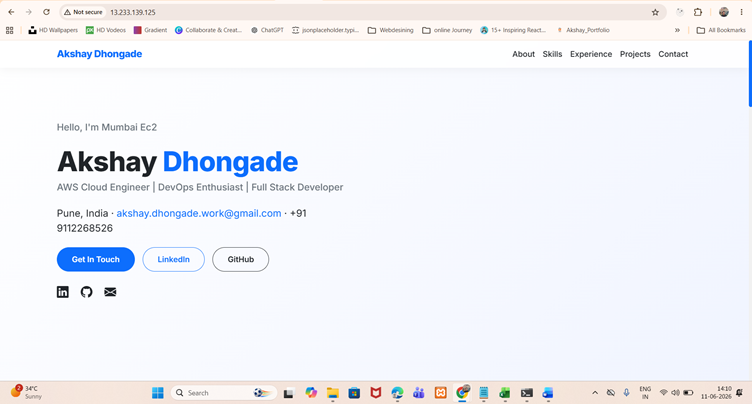 Not secure 13.233.139.125
HD Wallpapers HD Vodeos Gradient Collaborate & Creat... ChatGPT jsonplaceholder.typi... Webdesining online Journey 15+ Inspiring React... Akshay_Portfolio » All Bookmarks
Akshay Dhongade About Skills Experience Projects Contact
Hello, I'm Mumbai Ec2
Akshay Dhongade
AWS Cloud Engineer | DevOps Enthusiast | Full Stack Developer
Pune, India · akshay.dhongade.work@gmail.com · +91
9112268526
Get In Touch LinkedIn GitHub
2 34°C
Sunny
Search
ENG
IN
14:10
11-06-2026